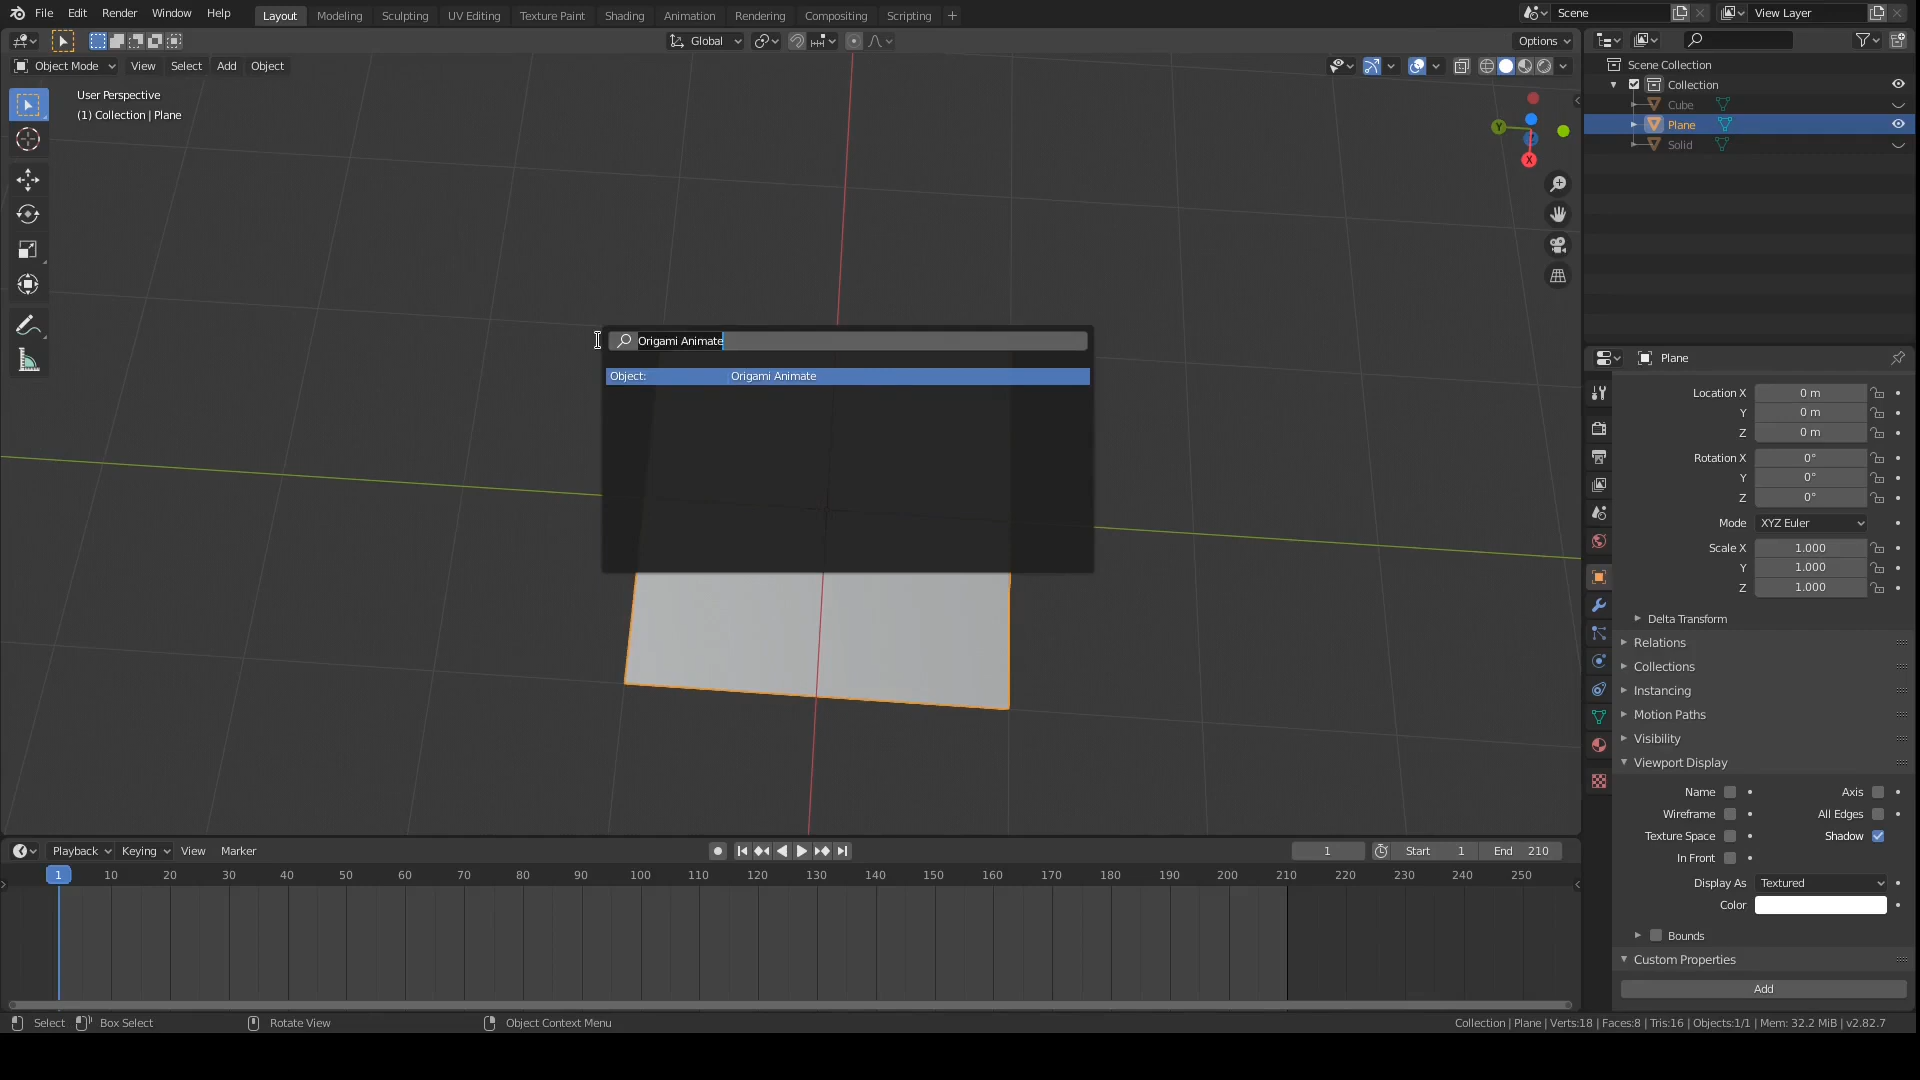 File Edit Render Window Help Layout Modeling Sculpting UV Editing Texture Paint Shading Animation Rendering Compositing Scripting + Scene View Layer
Global Options
Object Mode View Select Add Object
User Perspective
(1) Collection | Plane
Y
X
Origami Animate
Object: Origami Animate
Scene Collection
Collection
Cube
Plane
Solid
Plane
Location X 0 m
Y 0 m
Z 0 m
Rotation X 0°
Y 0°
Z 0°
Mode XYZ Euler
Scale X 1.000
Y 1.000
Z 1.000
Delta Transform
Relations
Collections
Instancing
Motion Paths
Visibility
Viewport Display
Name Axis
Wireframe All Edges
Texture Space Shadow
In Front
Display As Textured
Color
Bounds
Custom Properties
Add
Playback Keying View Marker 1 Start 1 End 210
1 10 20 30 40 50 60 70 80 90 100 110 120 130 140 150 160 170 180 190 200 210 220 230 240 250
Select Box Select Rotate View Object Context Menu Collection | Plane | Verts:18 | Faces:8 | Tris:16 | Objects:1/1 | Mem: 32.2 MiB | v2.82.7